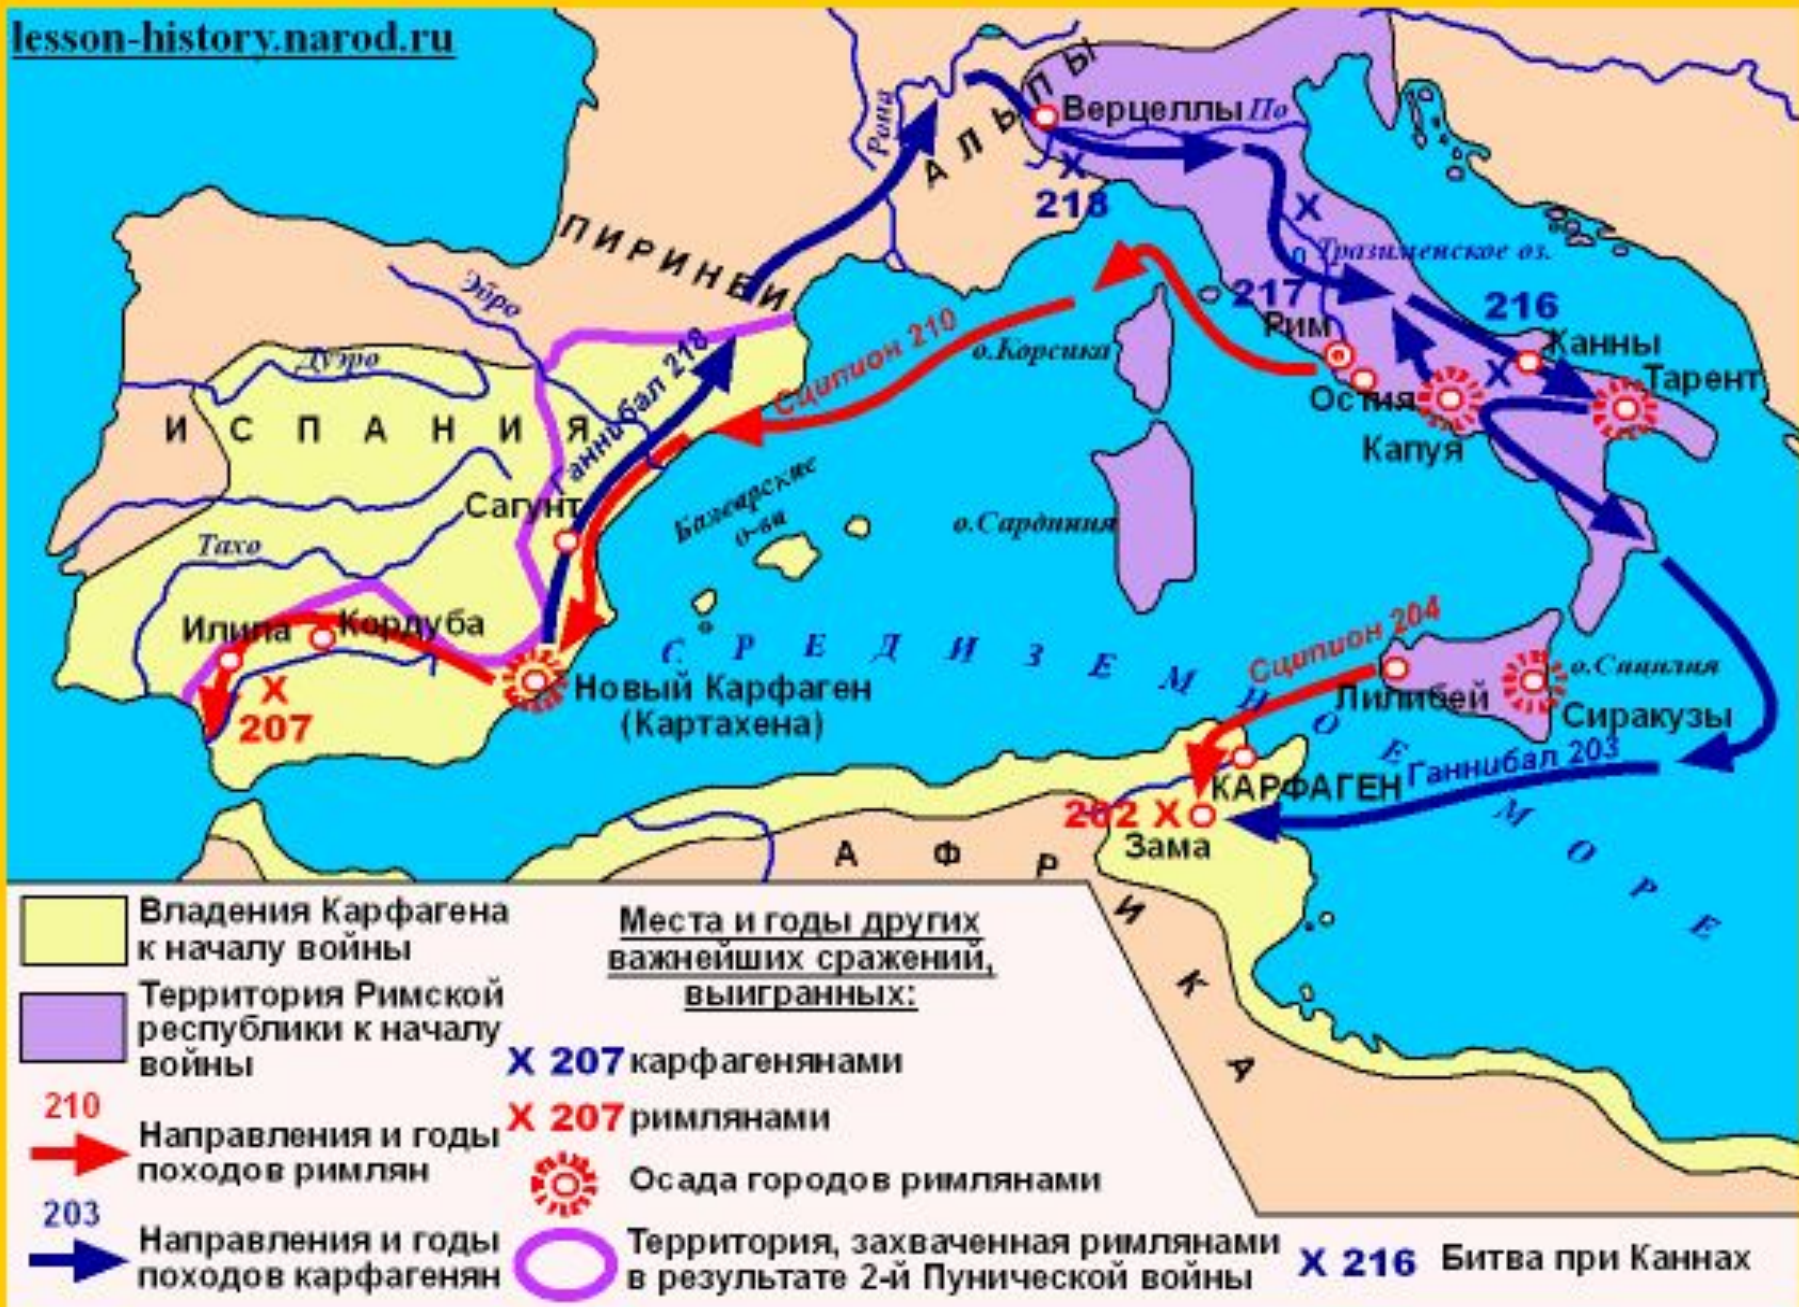 lesson-history.narod.ru
АЛЬПЫ
Рона
Верцеллы
По
Х
218
ПИРИНЕИ
Х
Тразименское оз.
217
216
Эбро
Рим
Канны
Х
Дуэро
Ганнибал 218
Сципион 210
о.Корсика
Остия
Тарент
ИСПАНИЯ
Капуя
Сагунт
Балеарские
о-ва
о.Сардиния
Тахо
Илипа
Кордуба
СРЕДИЗЕМНОЕ МОРЕ
Сципион 204
о.Сицилия
Лилибей
Сиракузы
Х
207
Новый Карфаген
(Картахена)
Ганнибал 203
КАРФАГЕН
202 Х
Зама
АФРИКА
Владения Карфагена
к началу войны
Территория Римской
республики к началу
войны
210
Направления и годы
походов римлян
203
Направления и годы
походов карфагенян
Места и годы других
важнейших сражений,
выигранных:
Х 207 карфагенянами
Х 207 римлянами
Осада городов римлянами
Территория, захваченная римлянами
в результате 2-й Пунической войны
Х 216 Битва при Каннах